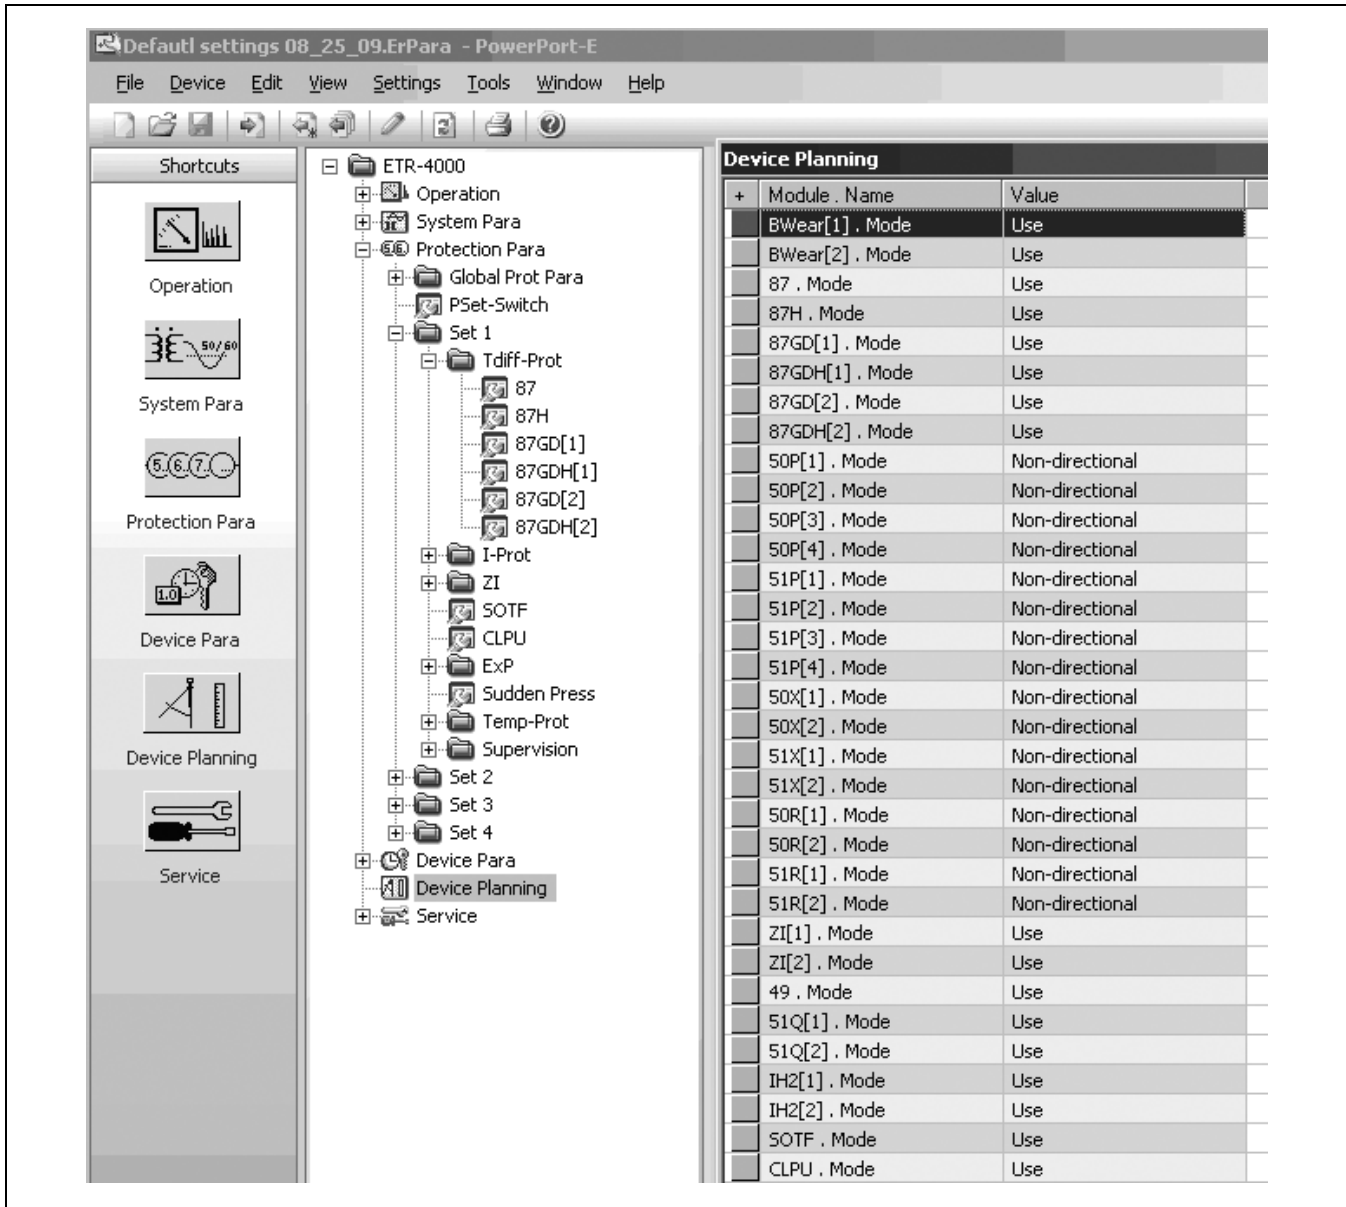 Defautl settings 08_25_09.ErPara - PowerPort-E
File Device Edit View Settings Tools Window Help
Shortcuts
Operation
50/60
System Para
5.(6.(7.(...)
Protection Para
1.0
Device Para
Device Planning
Service
ETR-4000
Operation
System Para
Protection Para
Global Prot Para
PSet-Switch
Set 1
Tdiff-Prot
87
87H
87GD[1]
87GDH[1]
87GD[2]
87GDH[2]
I-Prot
ZI
SOTF
CLPU
ExP
Sudden Press
Temp-Prot
Supervision
Set 2
Set 3
Set 4
Device Para
Device Planning
Service
Device Planning
+ Module . Name Value
BWear[1] . Mode Use
BWear[2] . Mode Use
87 . Mode Use
87H . Mode Use
87GD[1] . Mode Use
87GDH[1] . Mode Use
87GD[2] . Mode Use
87GDH[2] . Mode Use
50P[1] . Mode Non-directional
50P[2] . Mode Non-directional
50P[3] . Mode Non-directional
50P[4] . Mode Non-directional
51P[1] . Mode Non-directional
51P[2] . Mode Non-directional
51P[3] . Mode Non-directional
51P[4] . Mode Non-directional
50X[1] . Mode Non-directional
50X[2] . Mode Non-directional
51X[1] . Mode Non-directional
51X[2] . Mode Non-directional
50R[1] . Mode Non-directional
50R[2] . Mode Non-directional
51R[1] . Mode Non-directional
51R[2] . Mode Non-directional
ZI[1] . Mode Use
ZI[2] . Mode Use
49 . Mode Use
51Q[1] . Mode Use
51Q[2] . Mode Use
IH2[1] . Mode Use
IH2[2] . Mode Use
SOTF . Mode Use
CLPU . Mode Use